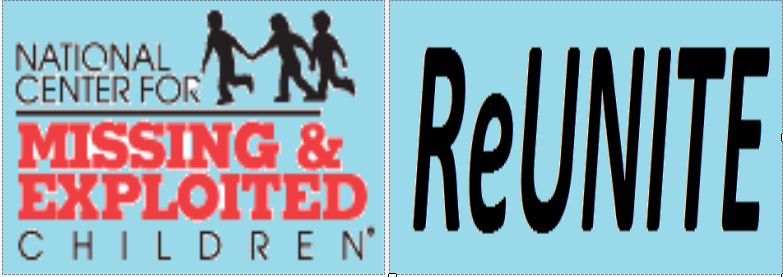 NATIONAL
CENTER FOR
MISSING &
EXPLOITED
CHILDREN®
ReUNITE